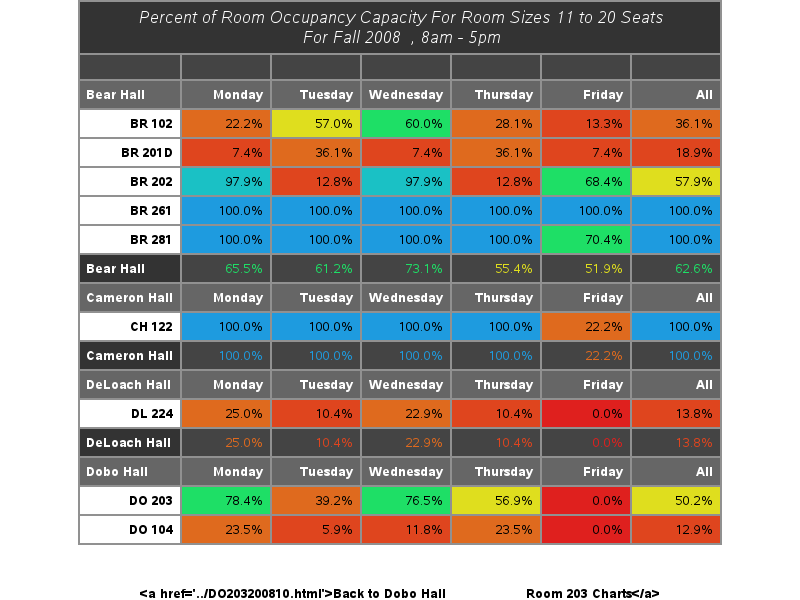 Percent of Room Occupancy Capacity For Room Sizes 11 to 20 Seats
For Fall 2008 , 8am - 5pm
Bear Hall Monday Tuesday Wednesday Thursday Friday All
BR 102 22.2% 57.0% 60.0% 28.1% 13.3% 36.1%
BR 201D 7.4% 36.1% 7.4% 36.1% 7.4% 18.9%
BR 202 97.9% 12.8% 97.9% 12.8% 68.4% 57.9%
BR 261 100.0% 100.0% 100.0% 100.0% 100.0% 100.0%
BR 281 100.0% 100.0% 100.0% 100.0% 70.4% 100.0%
Bear Hall 65.5% 61.2% 73.1% 55.4% 51.9% 62.6%
Cameron Hall Monday Tuesday Wednesday Thursday Friday All
CH 122 100.0% 100.0% 100.0% 100.0% 22.2% 100.0%
Cameron Hall 100.0% 100.0% 100.0% 100.0% 22.2% 100.0%
DeLoach Hall Monday Tuesday Wednesday Thursday Friday All
DL 224 25.0% 10.4% 22.9% 10.4% 0.0% 13.8%
DeLoach Hall 25.0% 10.4% 22.9% 10.4% 0.0% 13.8%
Dobo Hall Monday Tuesday Wednesday Thursday Friday All
DO 203 78.4% 39.2% 76.5% 56.9% 0.0% 50.2%
DO 104 23.5% 5.9% 11.8% 23.5% 0.0% 12.9%
<a href='../DO203200810.html'>Back to Dobo Hall Room 203 Charts</a>